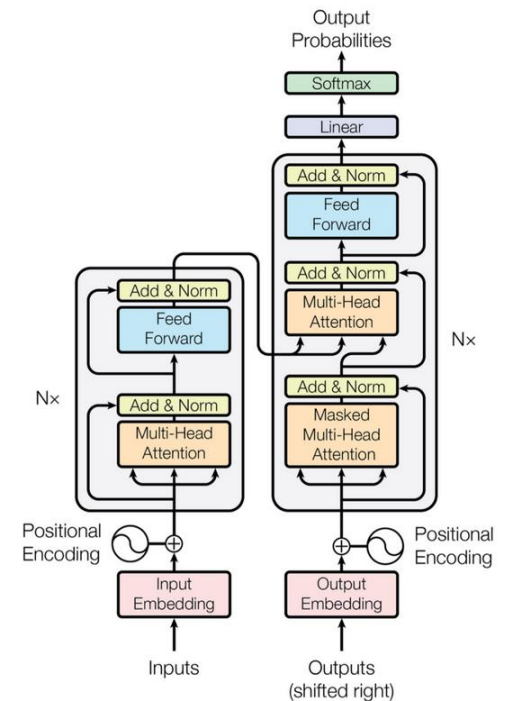 Output
Probabilities
Softmax
Linear
Add & Norm
Feed
Forward
Add & Norm
Multi-Head
Attention
Add & Norm
Masked
Multi-Head
Attention
N×
Add & Norm
Feed
Forward
Add & Norm
Multi-Head
Attention
N×
Positional
Encoding
Positional
Encoding
Input
Embedding
Output
Embedding
Inputs
Outputs
(shifted right)